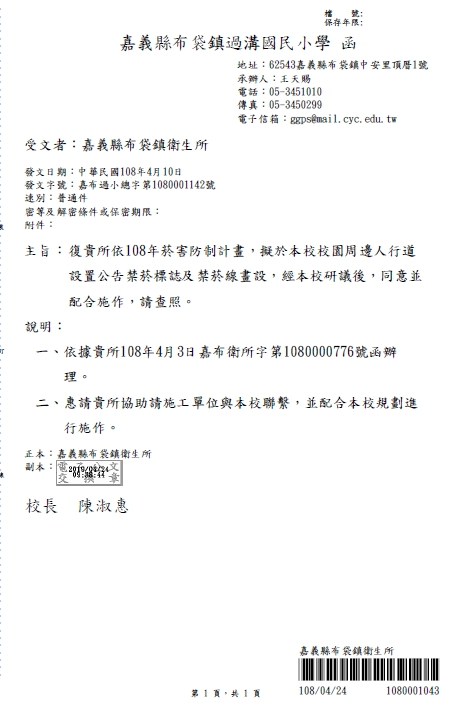 檔　　號:
保存年限:
嘉義縣布袋鎮過溝國民小學 函
地址：62543嘉義縣布袋鎮中安里頂厝1號
承辦人：王天賜
電話：05-3451010
傳真：05-3450299
電子信箱：ggps@mail.cyc.edu.tw
受文者：嘉義縣布袋鎮衛生所
發文日期：中華民國108年4月10日
發文字號：嘉布過小總字第1080001142號
速別：普通件
密等及解密條件或保密期限：
附件：
主旨：復貴所依108年菸害防制計畫，擬於本校校園周邊人行道
設置公告禁菸標誌及禁菸線畫設，經本校研議後，同意並
配合施作，請查照。
說明：
一、依據貴所108年4月3日嘉布衛所字第1080000776號函辦
理。
二、惠請貴所協助請施工單位與本校聯繫，並配合本校規劃進
行施作。
正本：嘉義縣布袋鎮衛生所
副本：
電子公文
2019/04/24
09:38:44
交換章
校長　陳淑惠
嘉義縣布袋鎮衛生所
108/04/24　1080001043
第 1 頁，共 1 頁